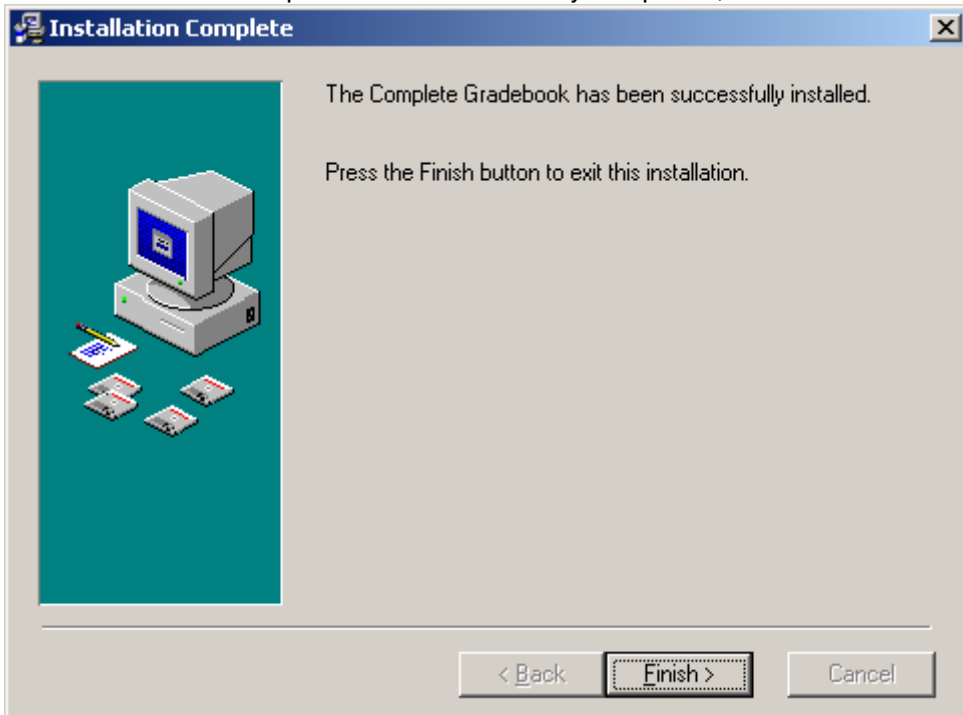 Installation Complete
The Complete Gradebook has been successfully installed.
Press the Finish button to exit this installation.
< Back
Finish >
Cancel